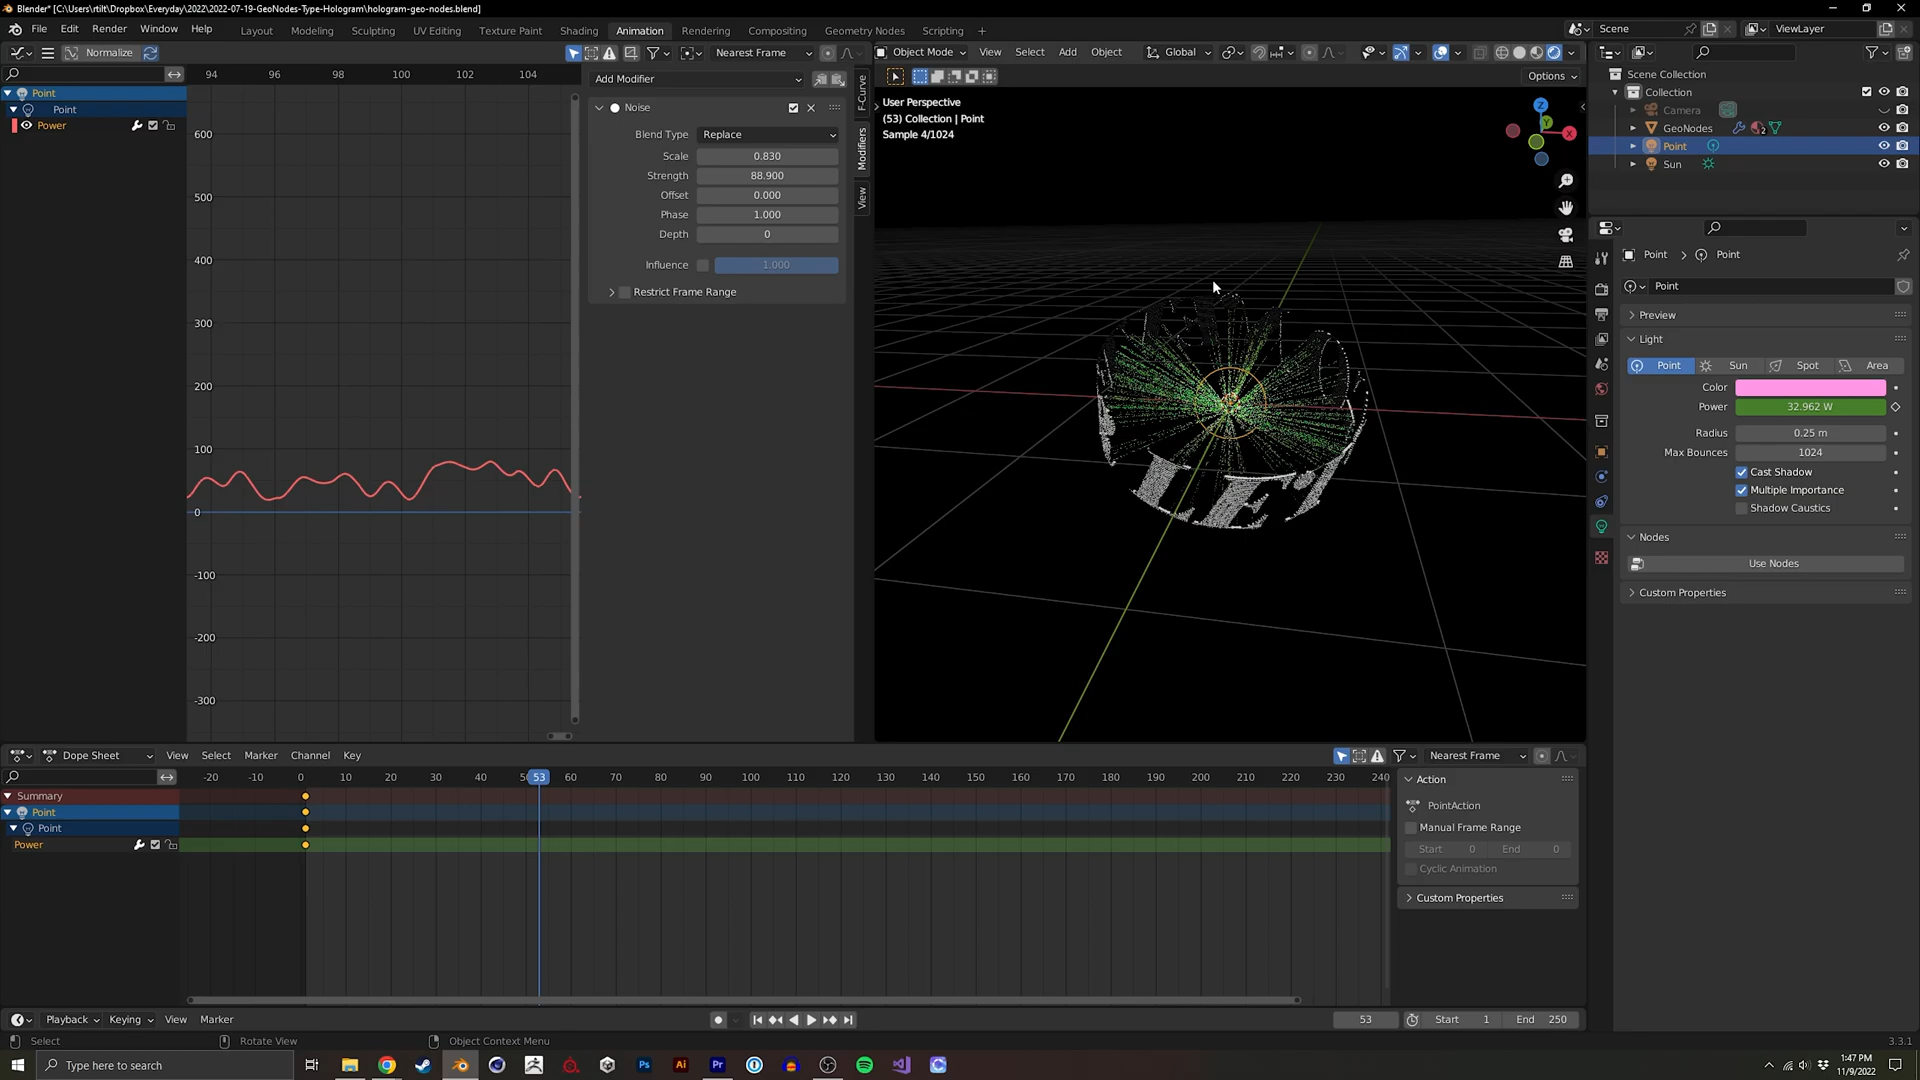 Blender* [C:\Users\rtilt\Dropbox\Everyday\2022\2022-07-19-GeoNodes-Type-Hologram\hologram-geo-nodes.blend]
File Edit Render Window Help Layout Modeling Sculpting UV Editing Texture Paint Shading Animation Rendering Compositing Geometry Nodes Scripting + Scene ViewLayer
Normalize Nearest Frame Object Mode View Select Add Object Global
94 96 98 100 102 104
600
500
400
300
200
100
0
-100
-200
-300
Point
Point
Power
Add Modifier
Noise
Blend Type Replace
Scale 0.830
Strength 88.900
Offset 0.000
Phase 1.000
Depth 0
Influence 1.000
Restrict Frame Range
F-Curve
Modifiers
View
Options
User Perspective
(53) Collection | Point
Sample 4/1024
Z
Y
X
Scene Collection
Collection
Camera
GeoNodes 2
Point
Sun
Point > Point
Point
Preview
Light
Point Sun Spot Area
Color
Power 32.962 W
Radius 0.25 m
Max Bounces 1024
Cast Shadow
Multiple Importance
Shadow Caustics
Nodes
Use Nodes
Custom Properties
Dope Sheet View Select Marker Channel Key Nearest Frame
-20 -10 0 10 20 30 40 5 53 60 70 80 90 100 110 120 130 140 150 160 170 180 190 200 210 220 230 240
Summary
Point
Point
Power
Action
PointAction
Manual Frame Range
Start 0 End 0
Cyclic Animation
Custom Properties
Playback Keying View Marker 53 Start 1 End 250
Select Rotate View Object Context Menu 3.3.1
Type here to search Ps Ai Pr 1:47 PM
11/9/2022